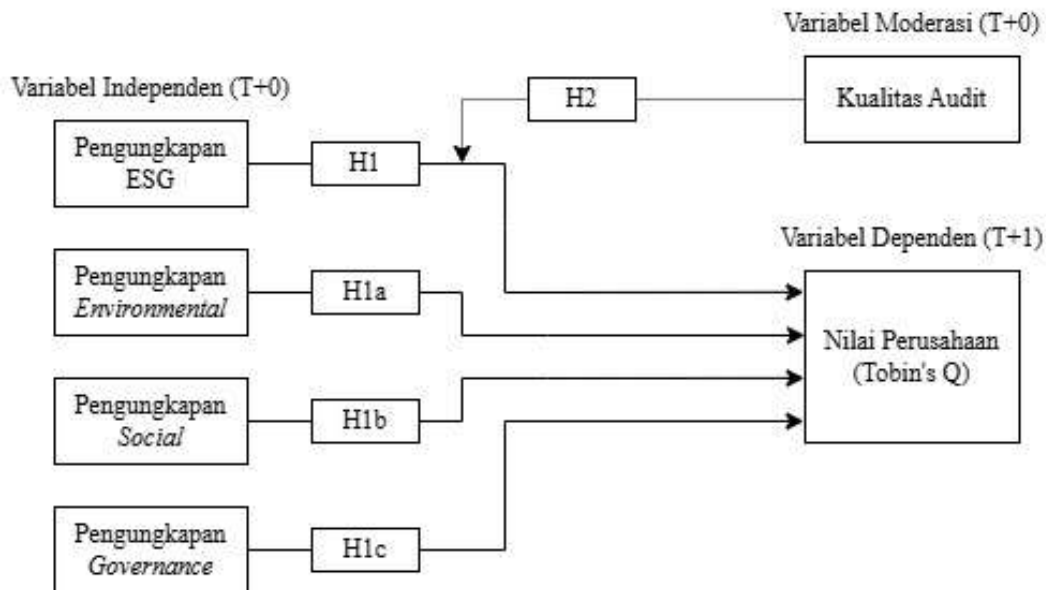 Variabel Moderasi (T+0)
Variabel Independen (T+0)
H2
Kualitas Audit
Pengungkapan
ESG
H1
Variabel Dependen (T+1)
Pengungkapan
Environmental
H1a
Nilai Perusahaan
(Tobin's Q)
Pengungkapan
Social
H1b
Pengungkapan
Governance
H1c